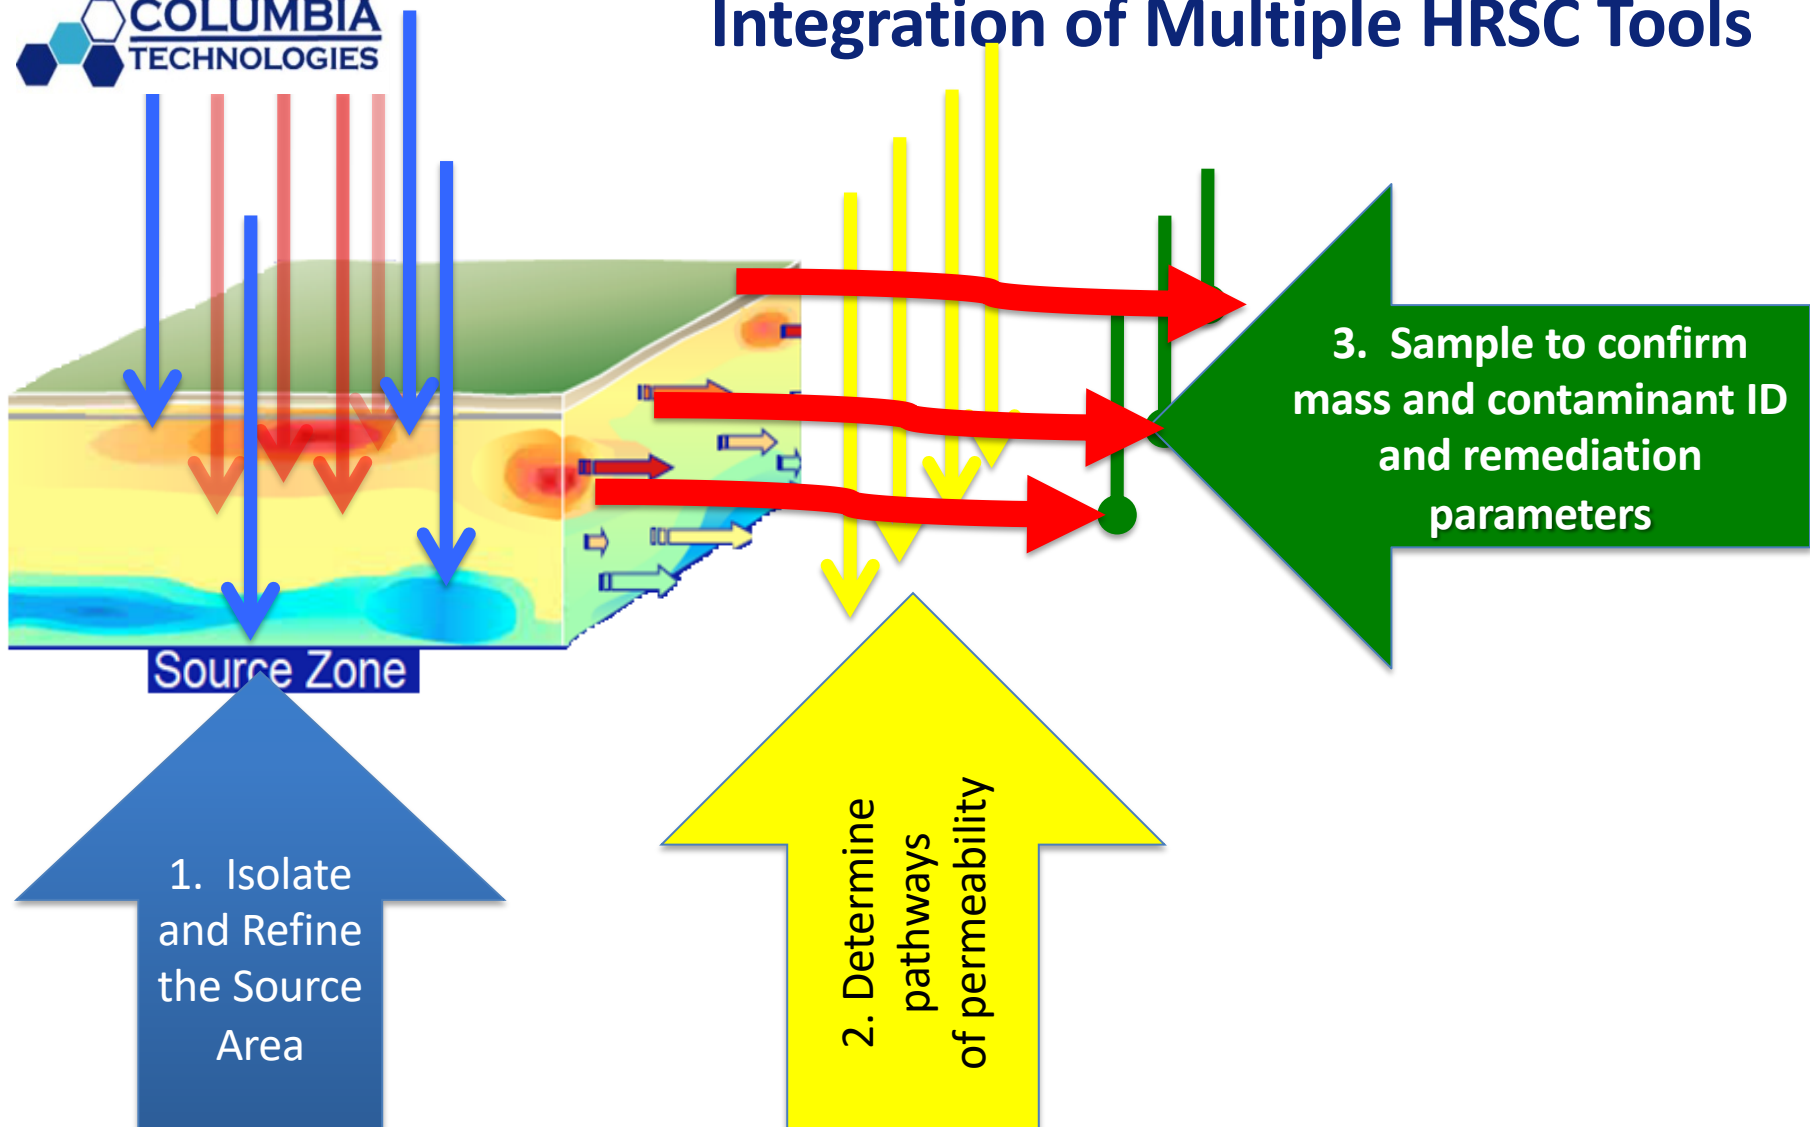 COLUMBIA
TECHNOLOGIES
Integration of Multiple HRSC Tools
3. Sample to confirm
mass and contaminant ID
and remediation
parameters
Source Zone
1. Isolate
and Refine
the Source
Area
2. Determine
pathways
of permeability